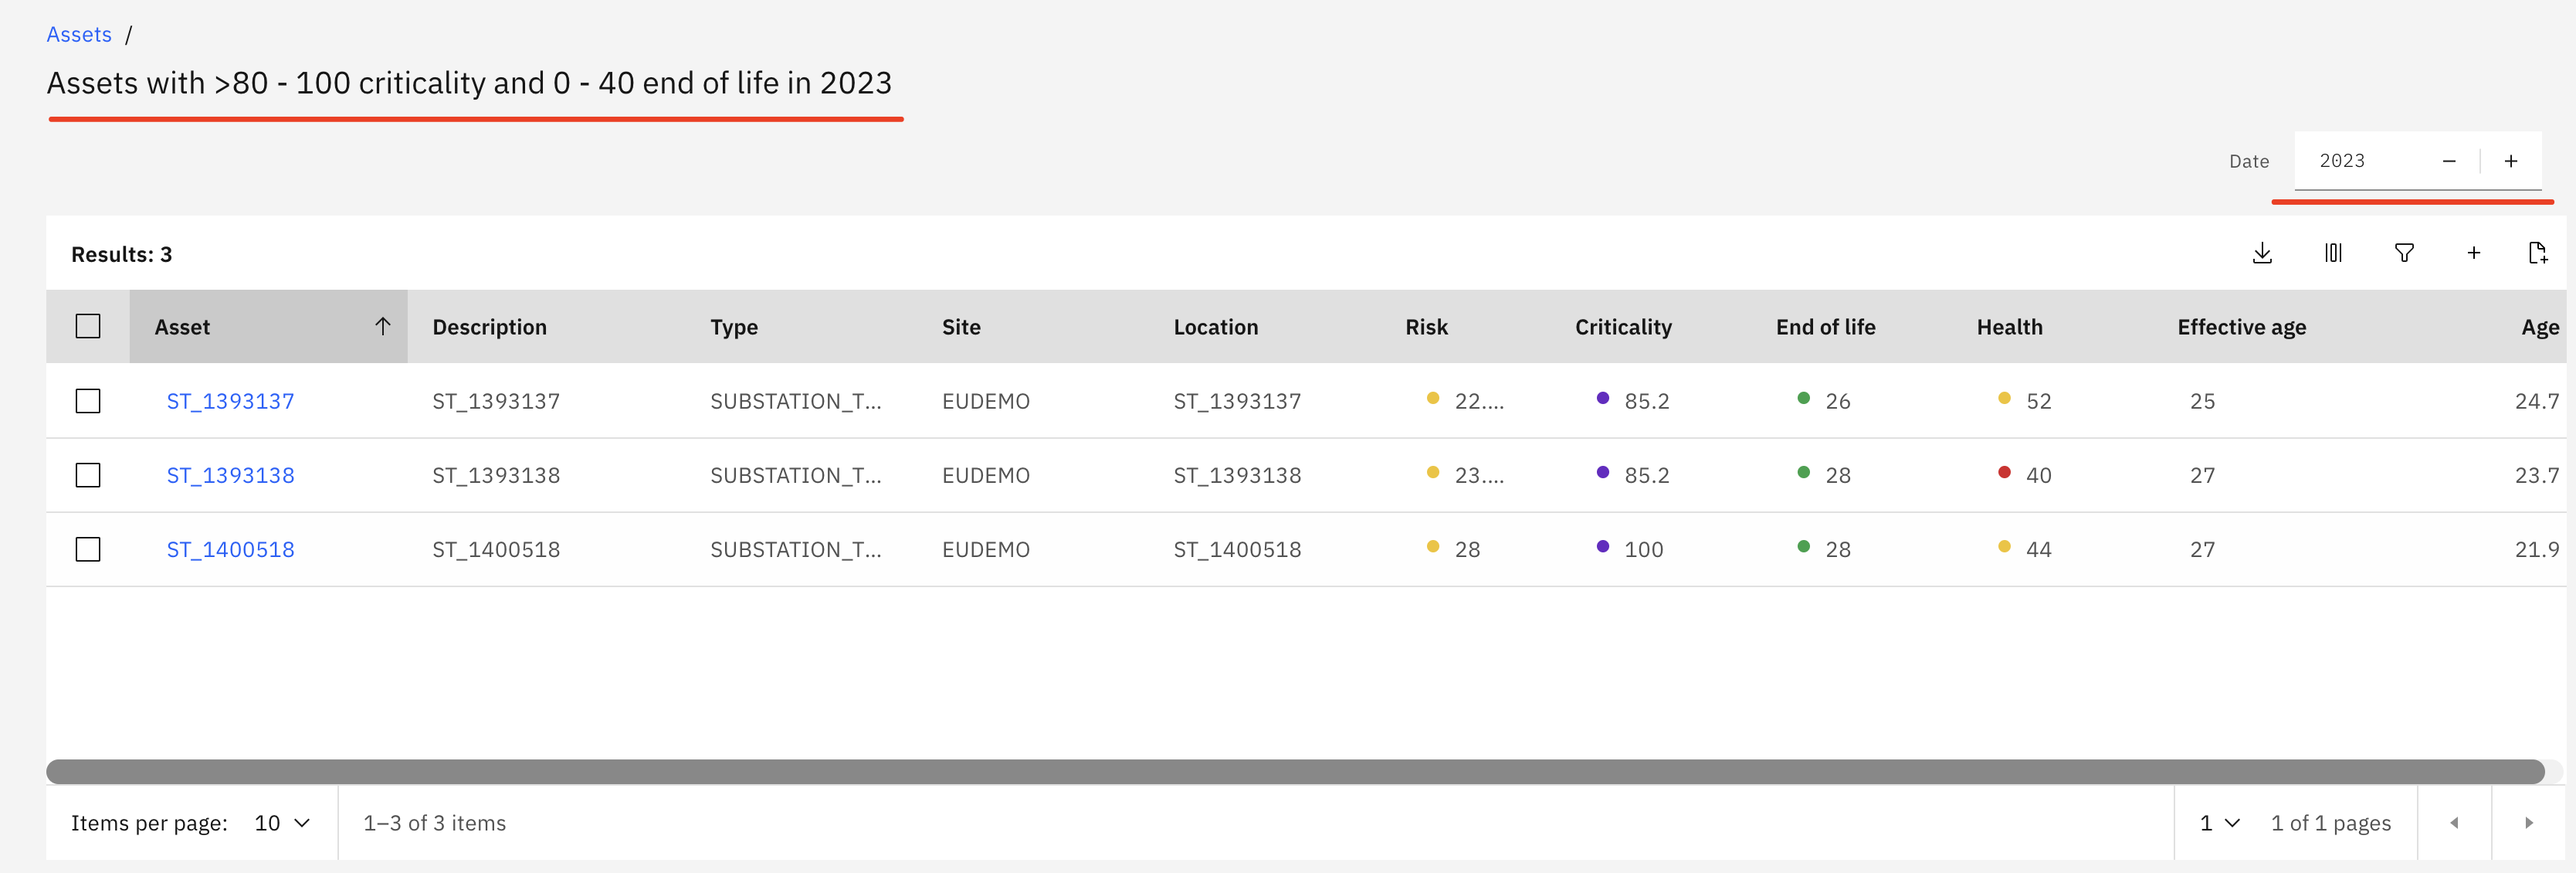 Assets /
Assets with >80 - 100 criticality and 0 - 40 end of life in 2023
Date 2023
Results: 3
Asset Description Type Site Location Risk Criticality End of life Health Effective age Age
ST_1393137 ST_1393137 SUBSTATION_T... EUDEMO ST_1393137 22.... 85.2 26 52 25 24.7
ST_1393138 ST_1393138 SUBSTATION_T... EUDEMO ST_1393138 23.... 85.2 28 40 27 23.7
ST_1400518 ST_1400518 SUBSTATION_T... EUDEMO ST_1400518 28 100 28 44 27 21.9
Items per page: 10 1–3 of 3 items 1 1 of 1 pages